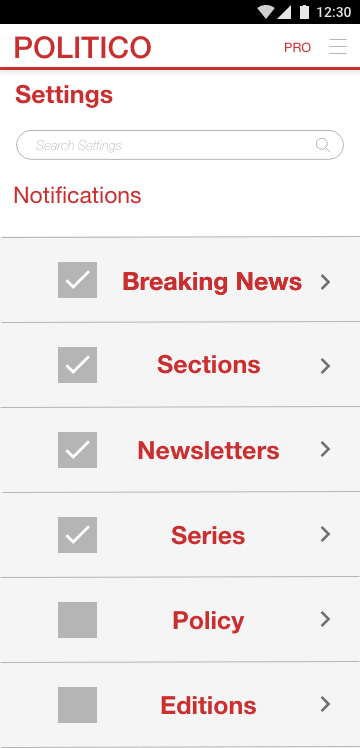 12:30
POLITICO
PRO
Settings
Search Settings
Notifications
Breaking News
Sections
Newsletters
Series
Policy
Editions